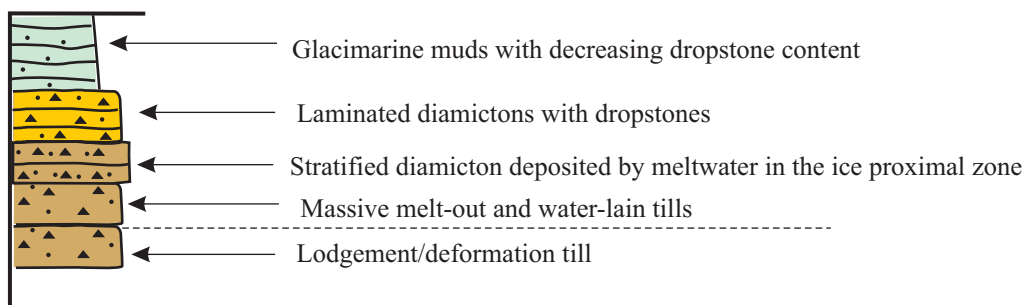 Glacimarine muds with decreasing dropstone content
Laminated diamictons with dropstones
Stratified diamicton deposited by meltwater in the ice proximal zone
Massive melt-out and water-lain tills
Lodgement/deformation till